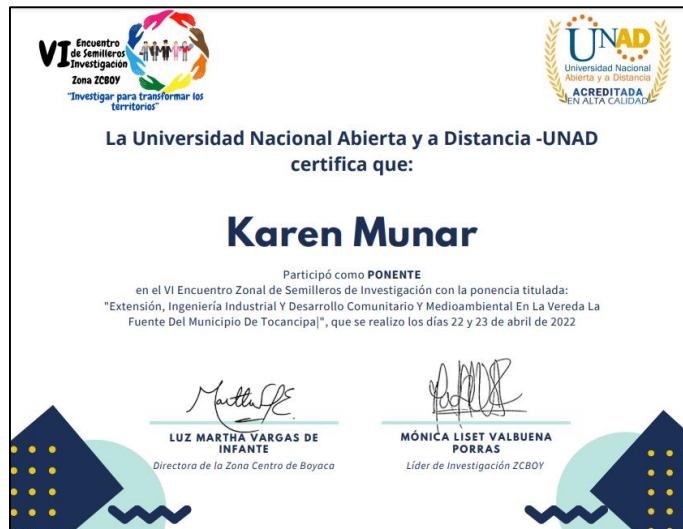 VI Encuentro
de Semilleros
Investigación
Zona ZCBOY
"Investigar para transformar los
territorios"
UNAD
Universidad Nacional
Abierta y a Distancia
ACREDITADA
EN ALTA CALIDAD
La Universidad Nacional Abierta y a Distancia -UNAD
certifica que:
Karen Munar
Participó como PONENTE
en el VI Encuentro Zonal de Semilleros de Investigación con la ponencia titulada:
"Extensión, Ingeniería Industrial Y Desarrollo Comunitario Y Medioambiental En La Vereda La
Fuente Del Municipio De Tocancipa|", que se realizo los días 22 y 23 de abril de 2022
LUZ MARTHA VARGAS DE
INFANTE
Directora de la Zona Centro de Boyaca
MÓNICA LISET VALBUENA
PORRAS
Líder de Investigación ZCBOY